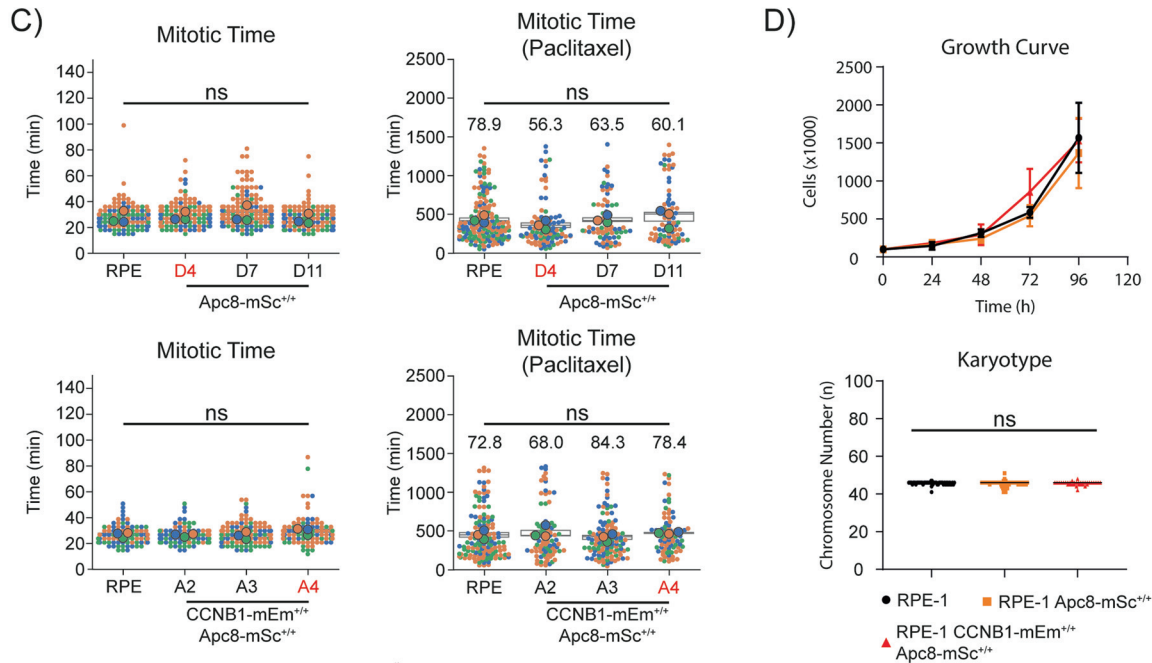 C)
Mitotic Time
Time (min)
140
120
100
80
60
40
20
0
ns
RPE
D4
D7
D11
Apc8-mSc+/+
Mitotic Time
(Paclitaxel)
Time (min)
2500
2000
1500
1000
500
0
ns
78.9
56.3
63.5
60.1
RPE
D4
D7
D11
Apc8-mSc+/+
D)
Growth Curve
Cells (x1000)
2500
2000
1500
1000
500
0
0
24
48
72
96
120
Time (h)
Mitotic Time
Time (min)
140
120
100
80
60
40
20
0
ns
RPE
A2
A3
A4
CCNB1-mEm+/+
Apc8-mSc+/+
Mitotic Time
(Paclitaxel)
Time (min)
2500
2000
1500
1000
500
0
ns
72.8
68.0
84.3
78.4
RPE
A2
A3
A4
CCNB1-mEm+/+
Apc8-mSc+/+
Karyotype
Chromosome Number (n)
100
80
60
40
20
0
ns
RPE-1
RPE-1 Apc8-mSc+/+
RPE-1 CCNB1-mEm+/+
Apc8-mSc+/+